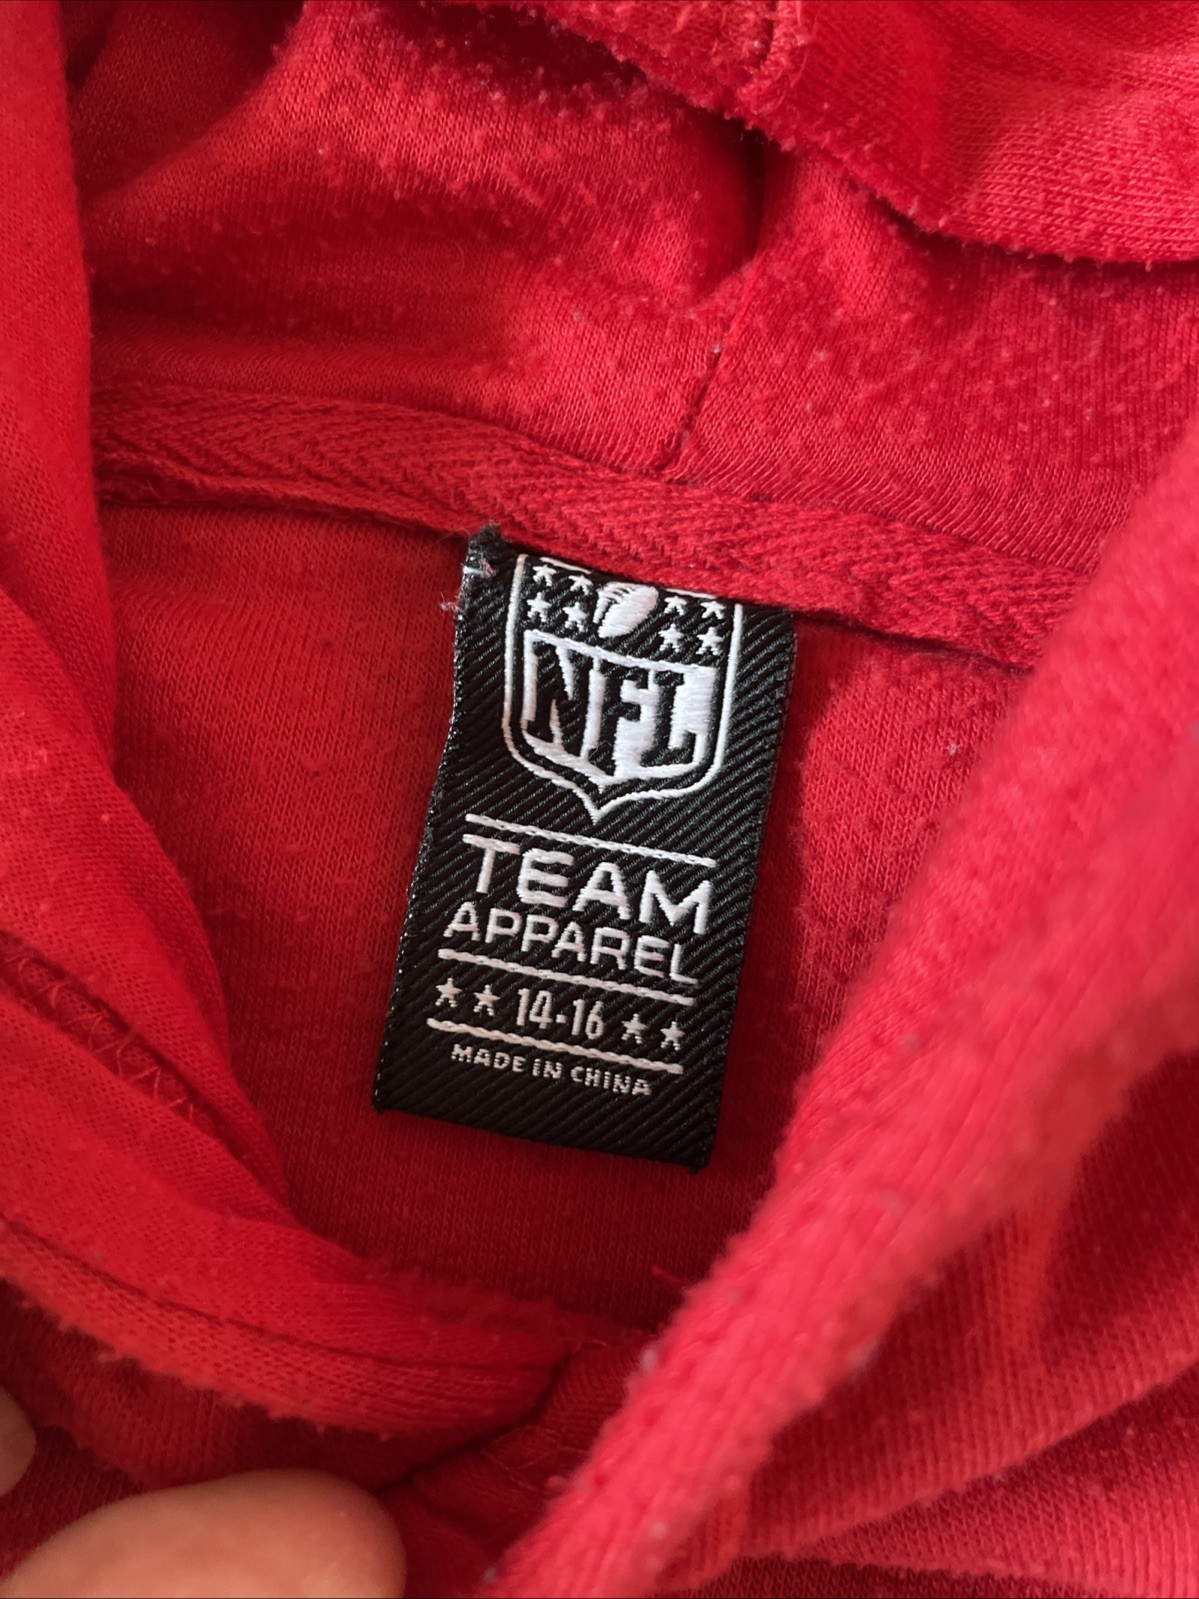 NFL
TEAM
APPAREL
14-16
MADE IN CHINA